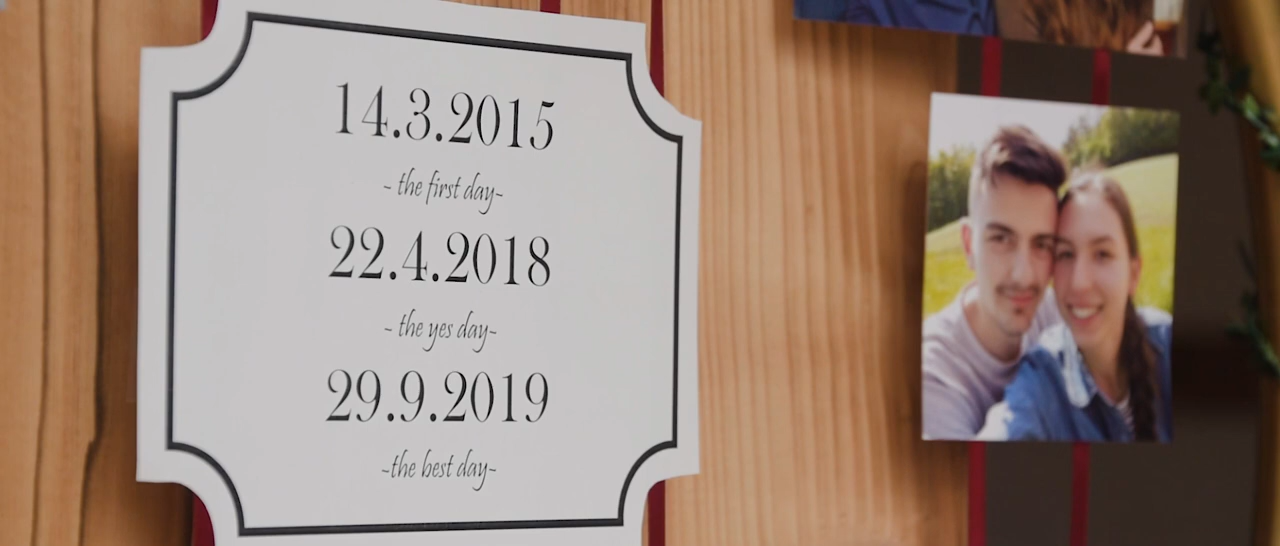 14.3.2015
- the first day-
22.4.2018
- the yes day-
29.9.2019
-the best day-